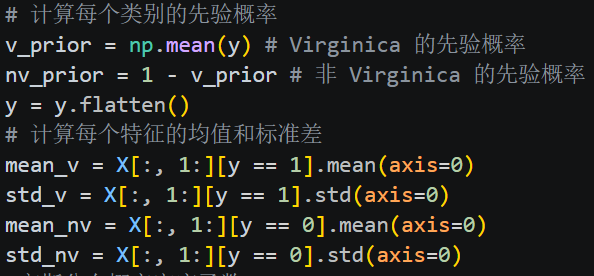 # 计算每个类别的先验概率
v_prior = np.mean(y) # Virginica 的先验概率
nv_prior = 1 - v_prior # 非 Virginica 的先验概率
y = y.flatten()
# 计算每个特征的均值和标准差
mean_v = X[:, 1:][y == 1].mean(axis=0)
std_v = X[:, 1:][y == 1].std(axis=0)
mean_nv = X[:, 1:][y == 0].mean(axis=0)
std_nv = X[:, 1:][y == 0].std(axis=0)